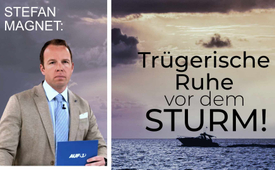 STEFAN
MAGNET:
AUF1
Trügerische
Ruhe
vor dem
STURM!